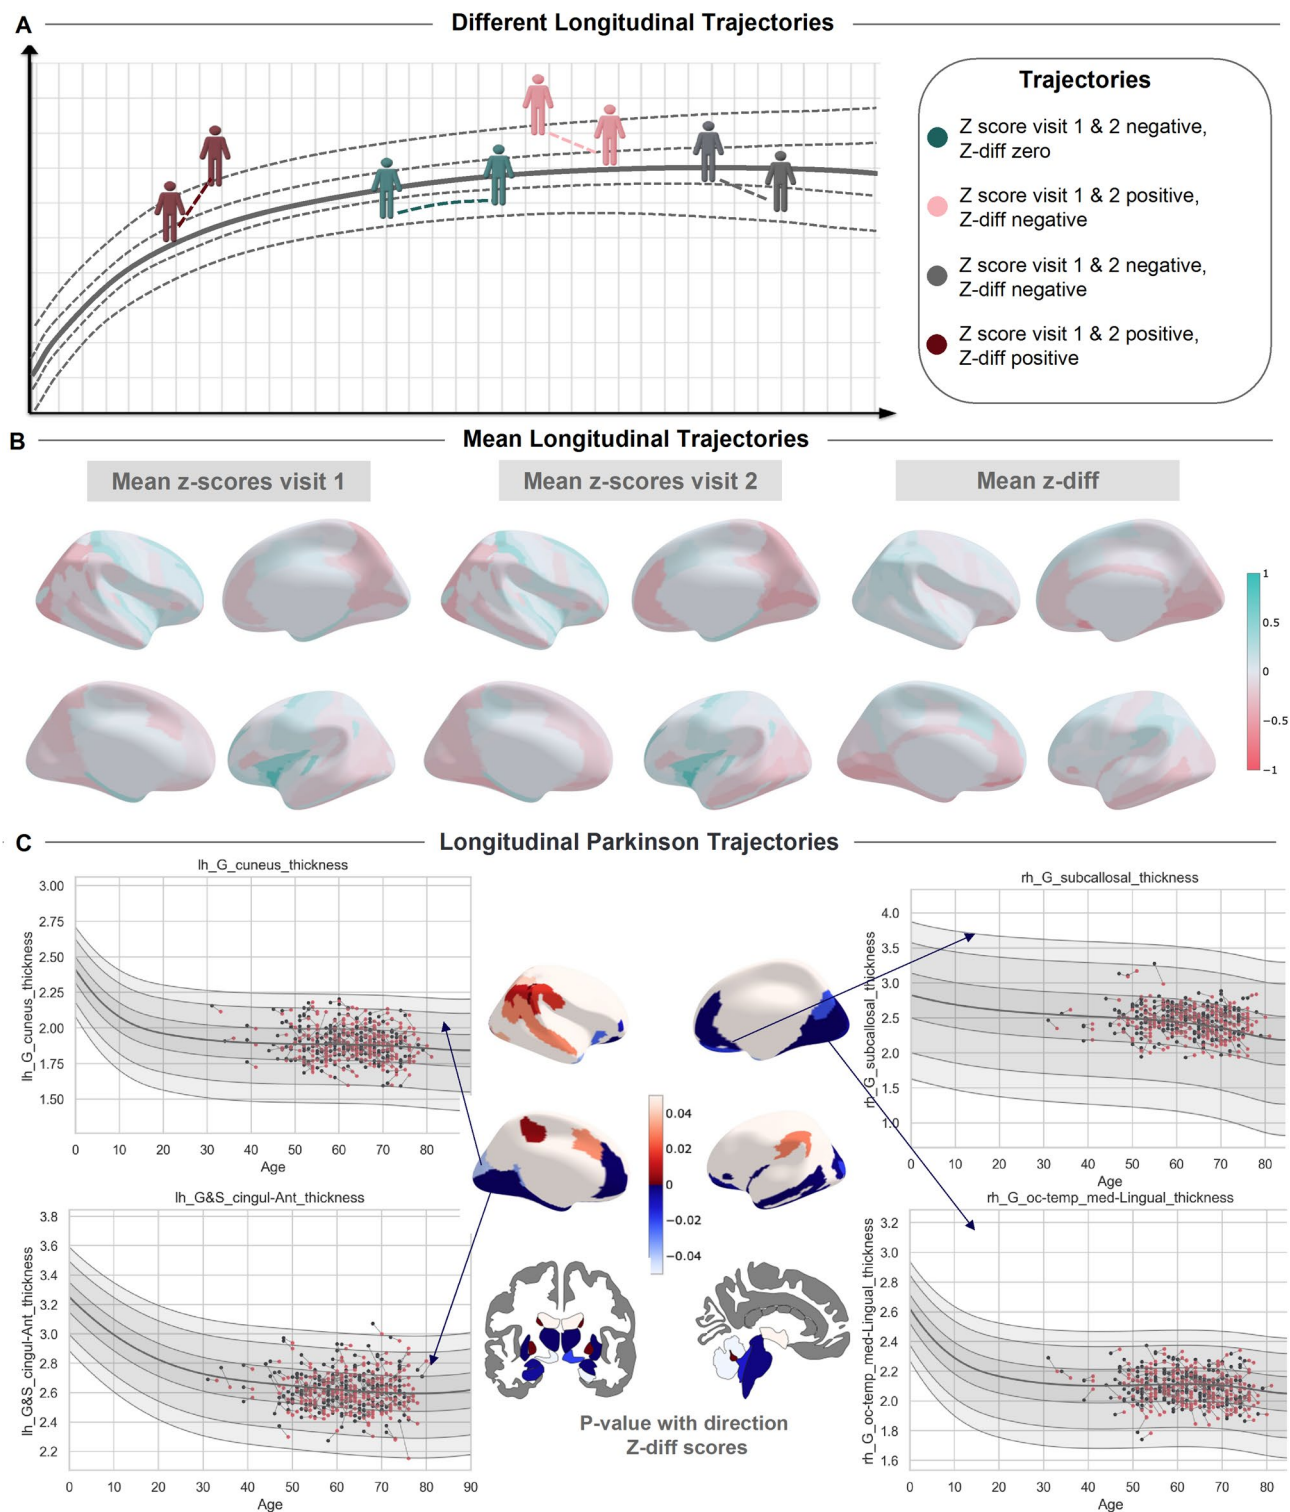 A
Different Longitudinal Trajectories
Trajectories
Z score visit 1 & 2 negative,
Z-diff zero
Z score visit 1 & 2 positive,
Z-diff negative
Z score visit 1 & 2 negative,
Z-diff negative
Z score visit 1 & 2 positive,
Z-diff positive
B
Mean Longitudinal Trajectories
Mean z-scores visit 1
Mean z-scores visit 2
Mean z-diff
1
0.5
0
−0.5
−1
C
Longitudinal Parkinson Trajectories
lh_G_cuneus_thickness
lh_G_cuneus_thickness
3.00
2.75
2.50
2.25
2.00
1.75
1.50
0 10 20 30 40 50 60 70 80
Age
rh_G_subcallosal_thickness
rh_G_subcallosal_thickness
4.0
3.5
3.0
2.5
2.0
1.5
1.0
0 10 20 30 40 50 60 70 80
Age
0.04
0.02
0
−0.02
−0.04
lh_G&S_cingul-Ant_thickness
lh_G&S_cingul-Ant_thickness
3.8
3.6
3.4
3.2
3.0
2.8
2.6
2.4
2.2
0 10 20 30 40 50 60 70 80 90
Age
P-value with direction
Z-diff scores
rh_G_oc-temp_med-Lingual_thickness
rh_G_oc-temp_med-Lingual_thickness
3.2
3.0
2.8
2.6
2.4
2.2
2.0
1.8
1.6
0 10 20 30 40 50 60 70 80
Age